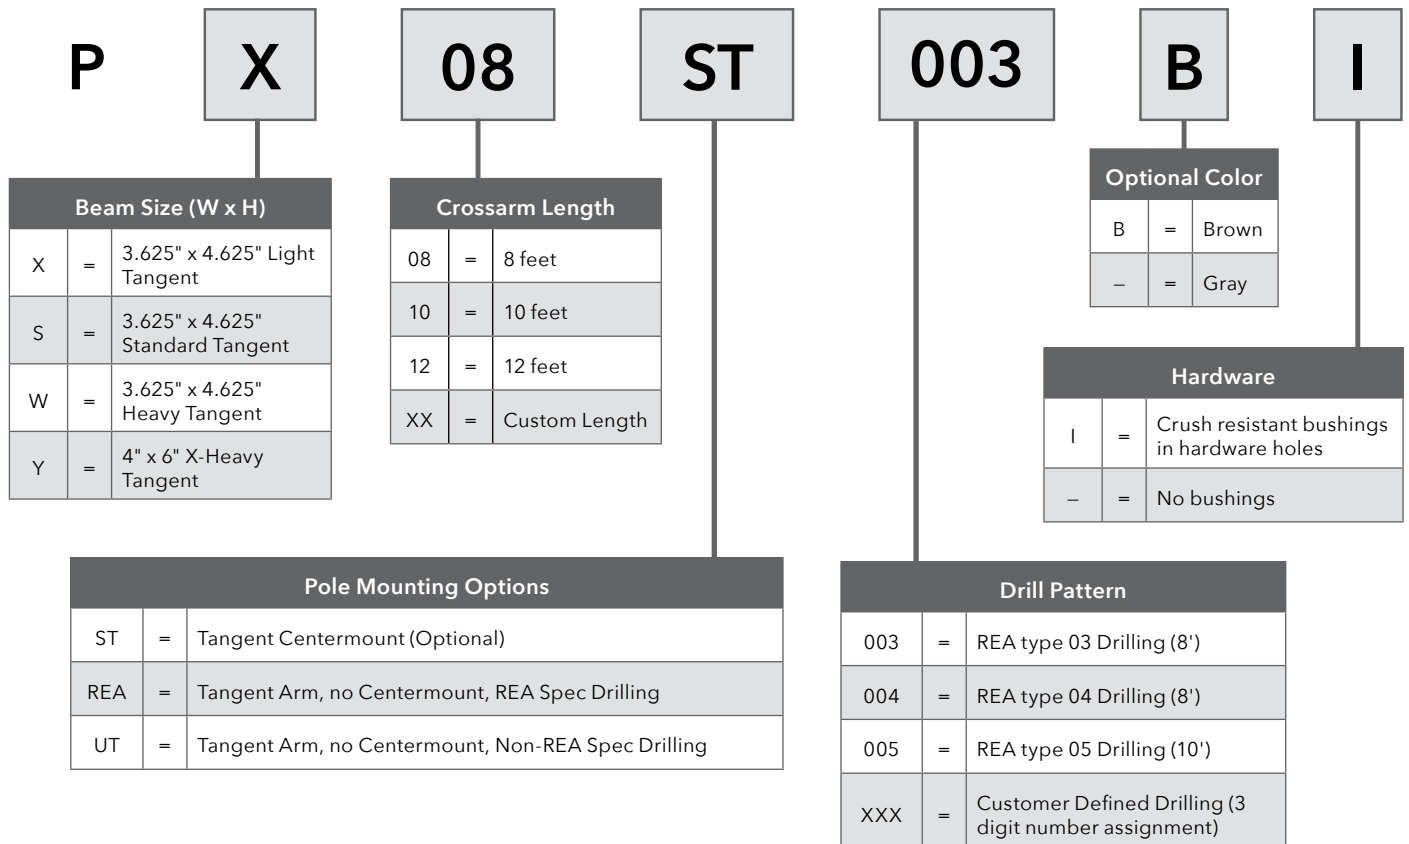 P X 08 ST 003 B I
Beam Size (W x H)
X = 3.625" x 4.625" Light
Tangent
S = 3.625" x 4.625"
Standard Tangent
W = 3.625" x 4.625"
Heavy Tangent
Y = 4" x 6" X-Heavy
Tangent
Crossarm Length
08 = 8 feet
10 = 10 feet
12 = 12 feet
XX = Custom Length
Optional Color
B = Brown
– = Gray
Hardware
I = Crush resistant bushings
in hardware holes
– = No bushings
Pole Mounting Options
ST = Tangent Centermount (Optional)
REA = Tangent Arm, no Centermount, REA Spec Drilling
UT = Tangent Arm, no Centermount, Non-REA Spec Drilling
Drill Pattern
003 = REA type 03 Drilling (8')
004 = REA type 04 Drilling (8')
005 = REA type 05 Drilling (10')
XXX = Customer Defined Drilling (3
digit number assignment)